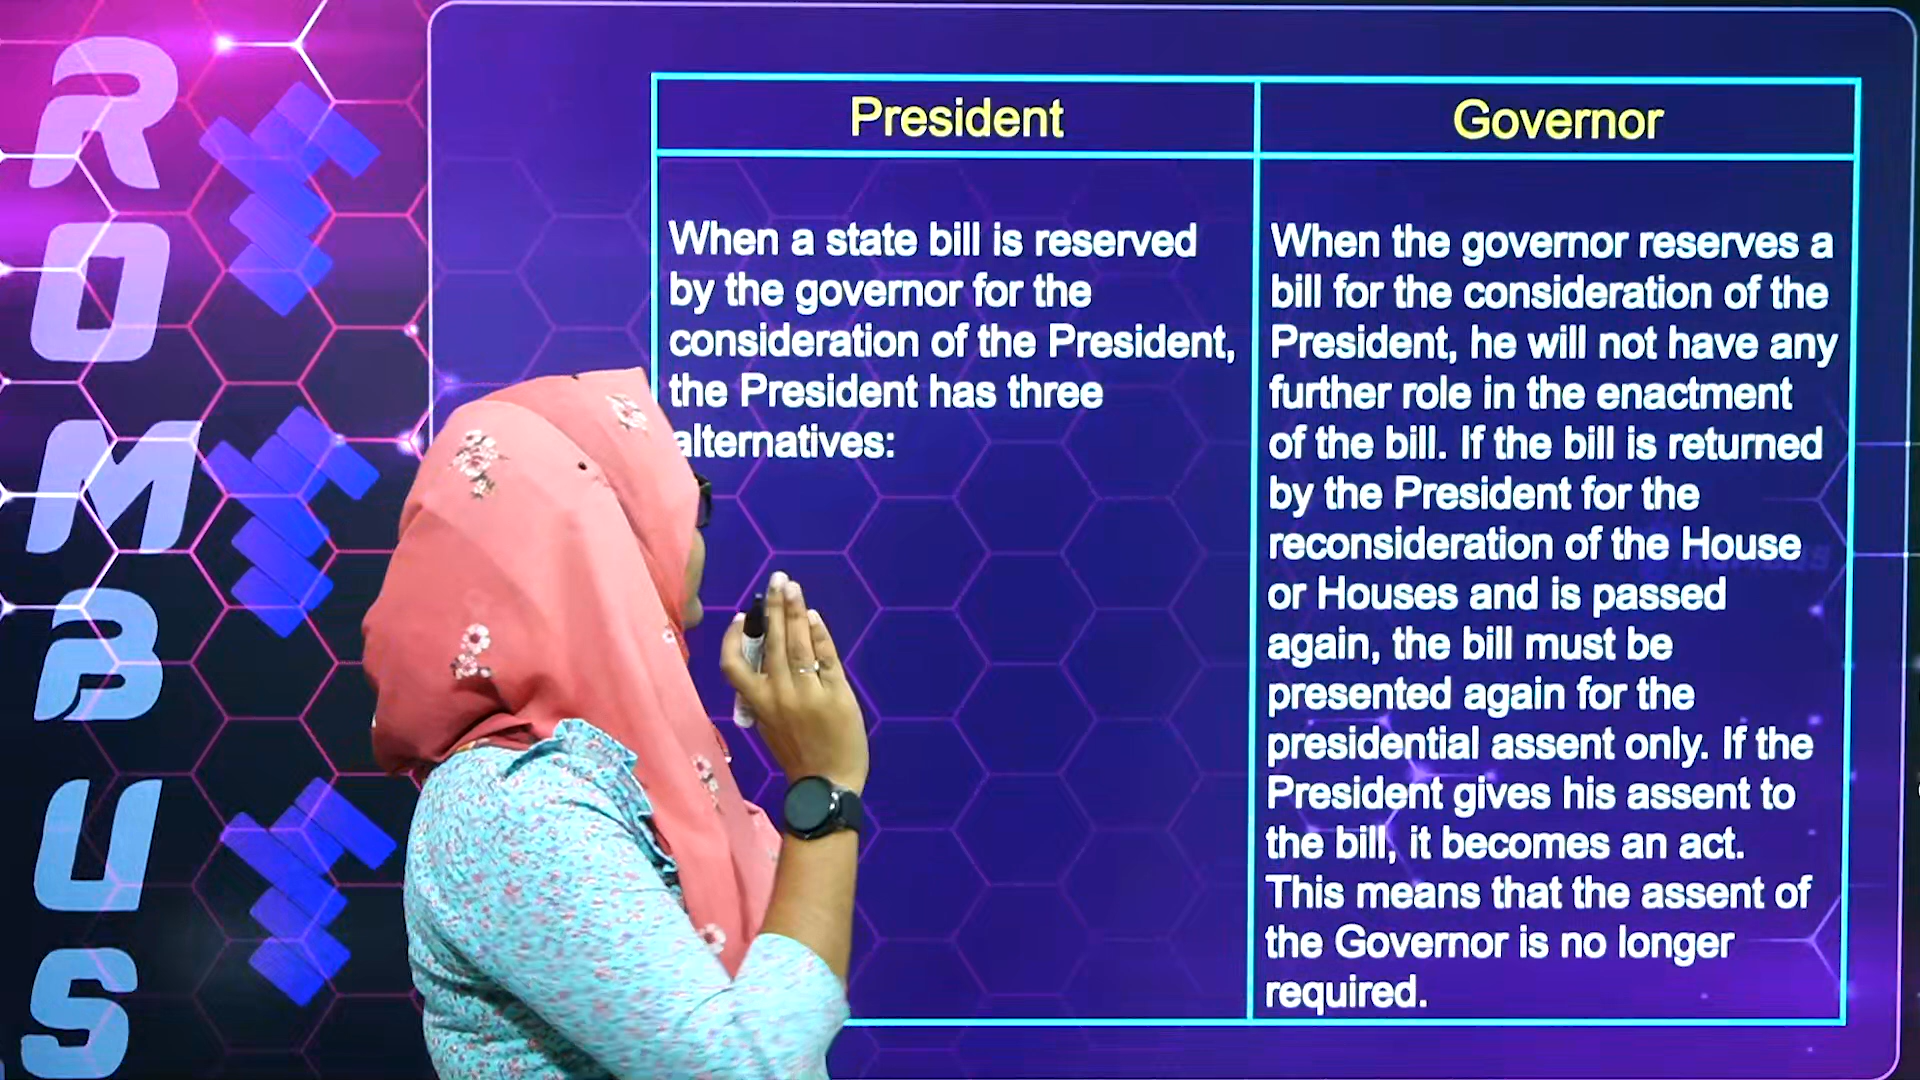 ROMBUS
President
Governor
When a state bill is reserved
by the governor for the
consideration of the President,
the President has three
alternatives:
When the governor reserves a
bill for the consideration of the
President, he will not have any
further role in the enactment
of the bill. If the bill is returned
by the President for the
reconsideration of the House
or Houses and is passed
again, the bill must be
presented again for the
presidential assent only. If the
President gives his assent to
the bill, it becomes an act.
This means that the assent of
the Governor is no longer
required.